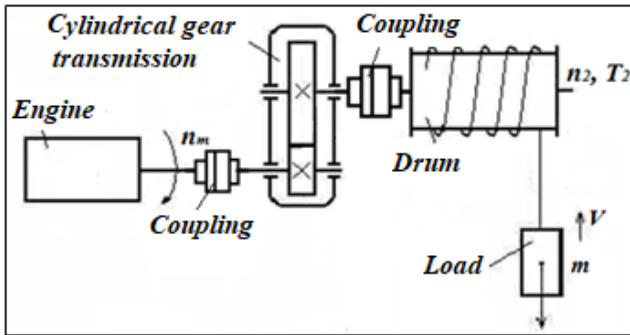 Cylindrical gear
transmission
Coupling
n2, T2
Engine
nm
Drum
Coupling
V
Load
m